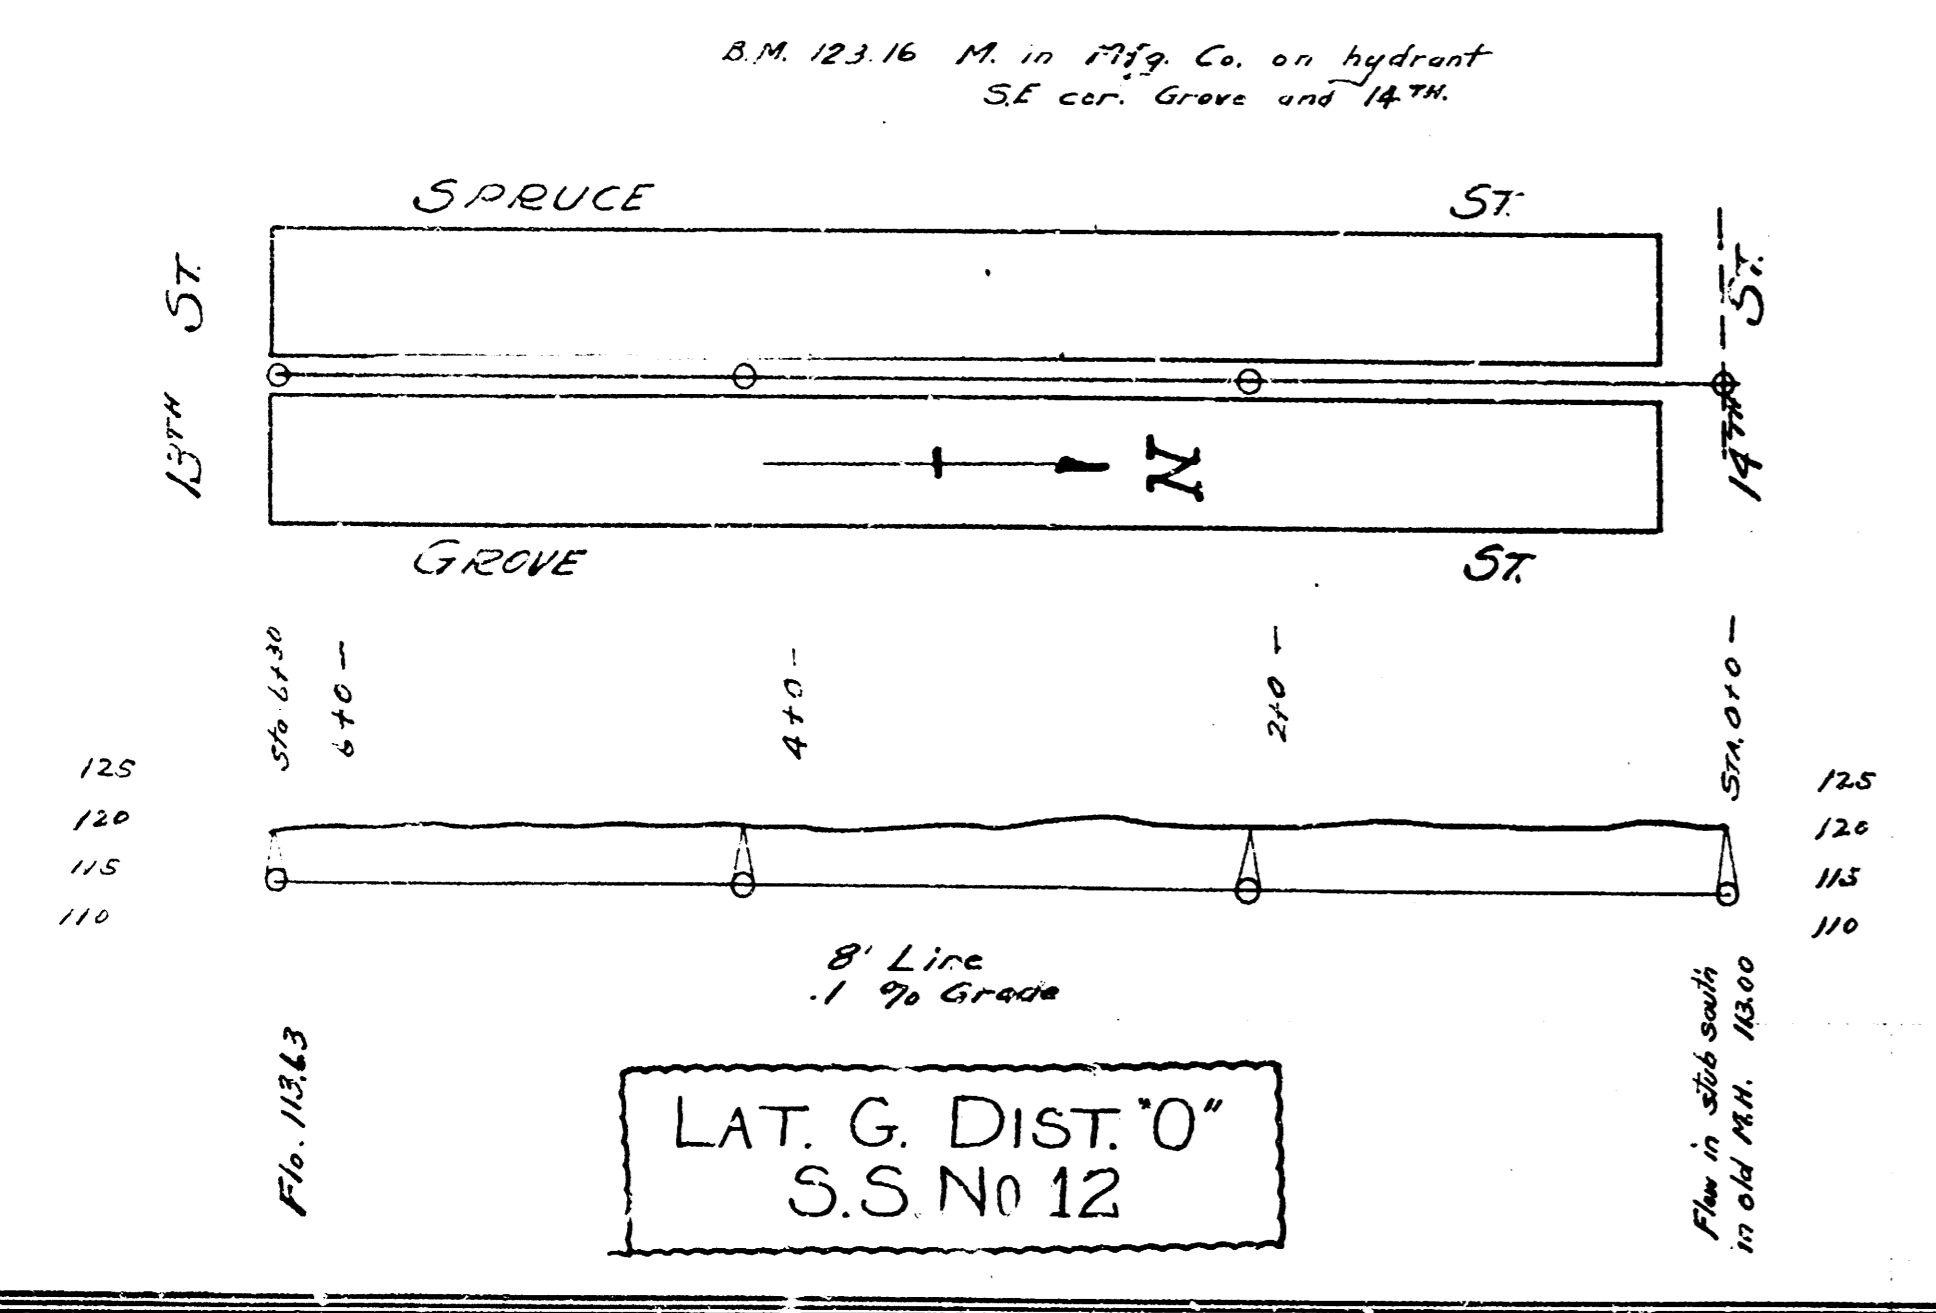 B.M. 123.16 M. in Mfg. Co. on hydrant
S.E cor. Grove and 14TH.
SPRUCE ST.
13TH ST.
14TH ST.
N
GROVE ST.
Sta. 6+30
6+0 —
4+0 —
2+0 —
STA. 0+0 —
125
120
115
110
125
120
115
110
8" Line
.1 % Grade
Flo. 113.63
Flow in stub south
in old M.H. 113.00
LAT. G. DIST. "O"
S.S. No 12